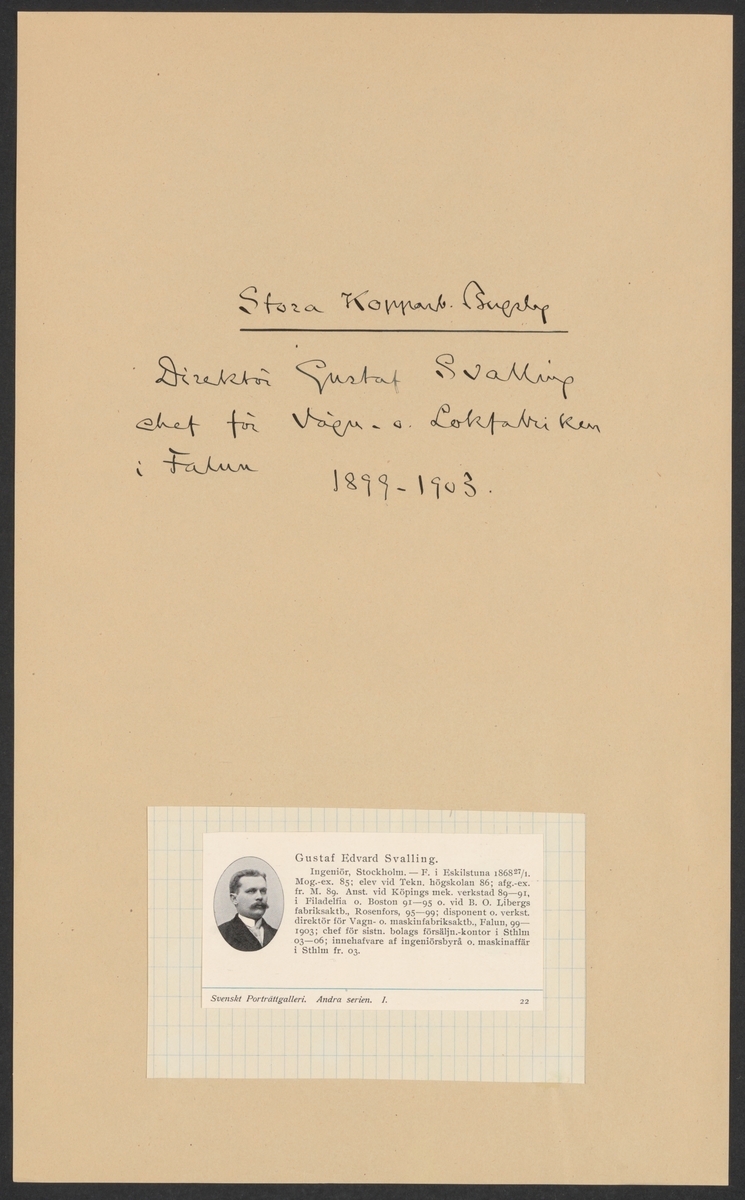 Stora Kopparb. Bergslag
Direktör Gustaf Svalling
chef för Vagn- o. Lokfabriken
i Falun
1899-1903.
Gustaf Edvard Svalling.
Ingeniör, Stockholm. — F. i Eskilstuna 1868 27/1.
Mog.-ex. 85; elev vid Tekn. högskolan 86; afg.-ex.
fr. M. 89. Anst. vid Köpings mek. verkstad 89—91,
i Filadelfia o. Boston 91—95 o. vid B. O. Libergs
fabriksaktb., Rosenfors, 95—99; disponent o. verkst.
direktör för Vagn- o. maskinfabriksaktb., Falun, 99—
1903; chef för sistn. bolags försäljn.-kontor i Sthlm
03—06; innehafvare af ingeniörsbyrå o. maskinaffär
i Sthlm fr. 03.
Svenskt Porträttgalleri. Andra serien. I.
22